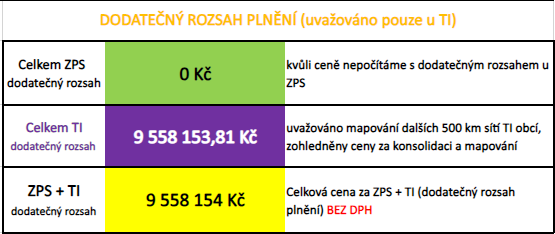 DODATEČNÝ ROZSAH PLNĚNÍ (uvažováno pouze u TI)
Celkem ZPS
dodatečný rozsah
0 Kč
kvůli ceně nepočítáme s dodatečným rozsahem u
ZPS
Celkem TI
dodatečný rozsah
9 558 153,81 Kč
uvažováno mapování dalších 500 km sítí TI obcí,
zohledněny ceny za konsolidaci a mapování
ZPS + TI
dodatečný rozsah
9 558 154 Kč
Celková cena za ZPS + TI (dodatečný rozsah
plnění) BEZ DPH